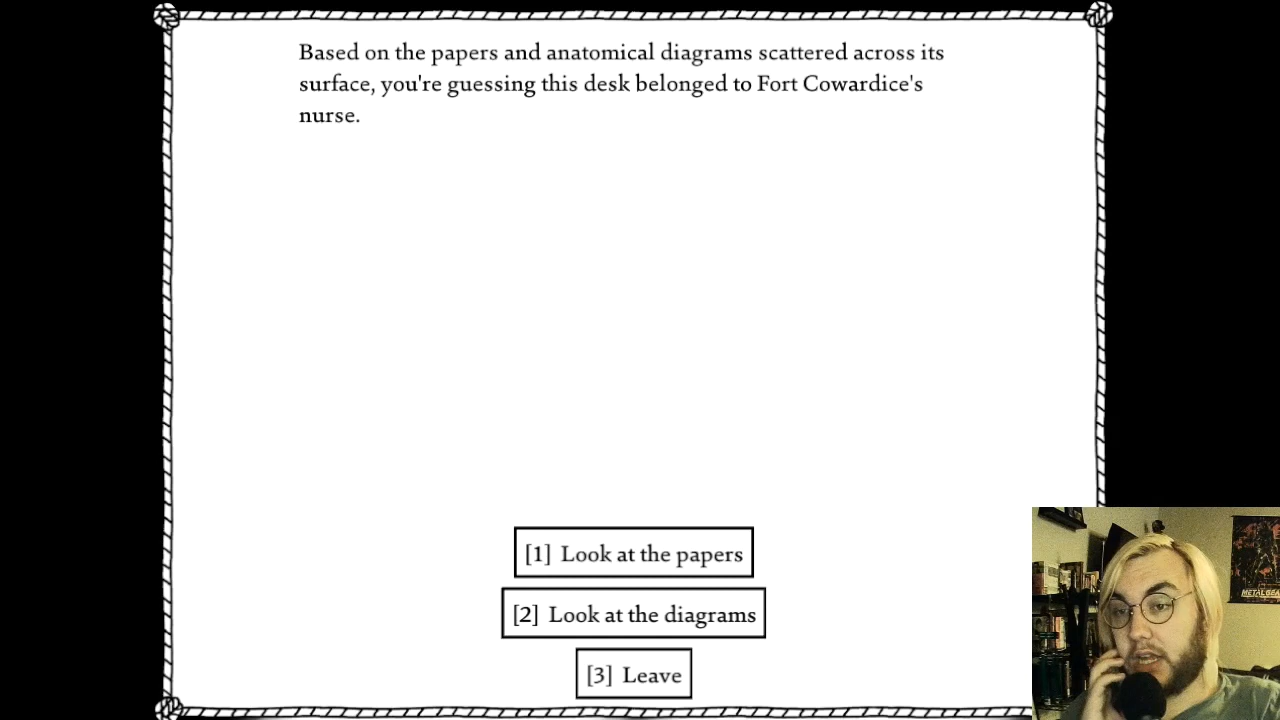 Based on the papers and anatomical diagrams scattered across its
surface, you're guessing this desk belonged to Fort Cowardice's
nurse.
[1] Look at the papers
[2] Look at the diagrams
[3] Leave
METAL GEAR